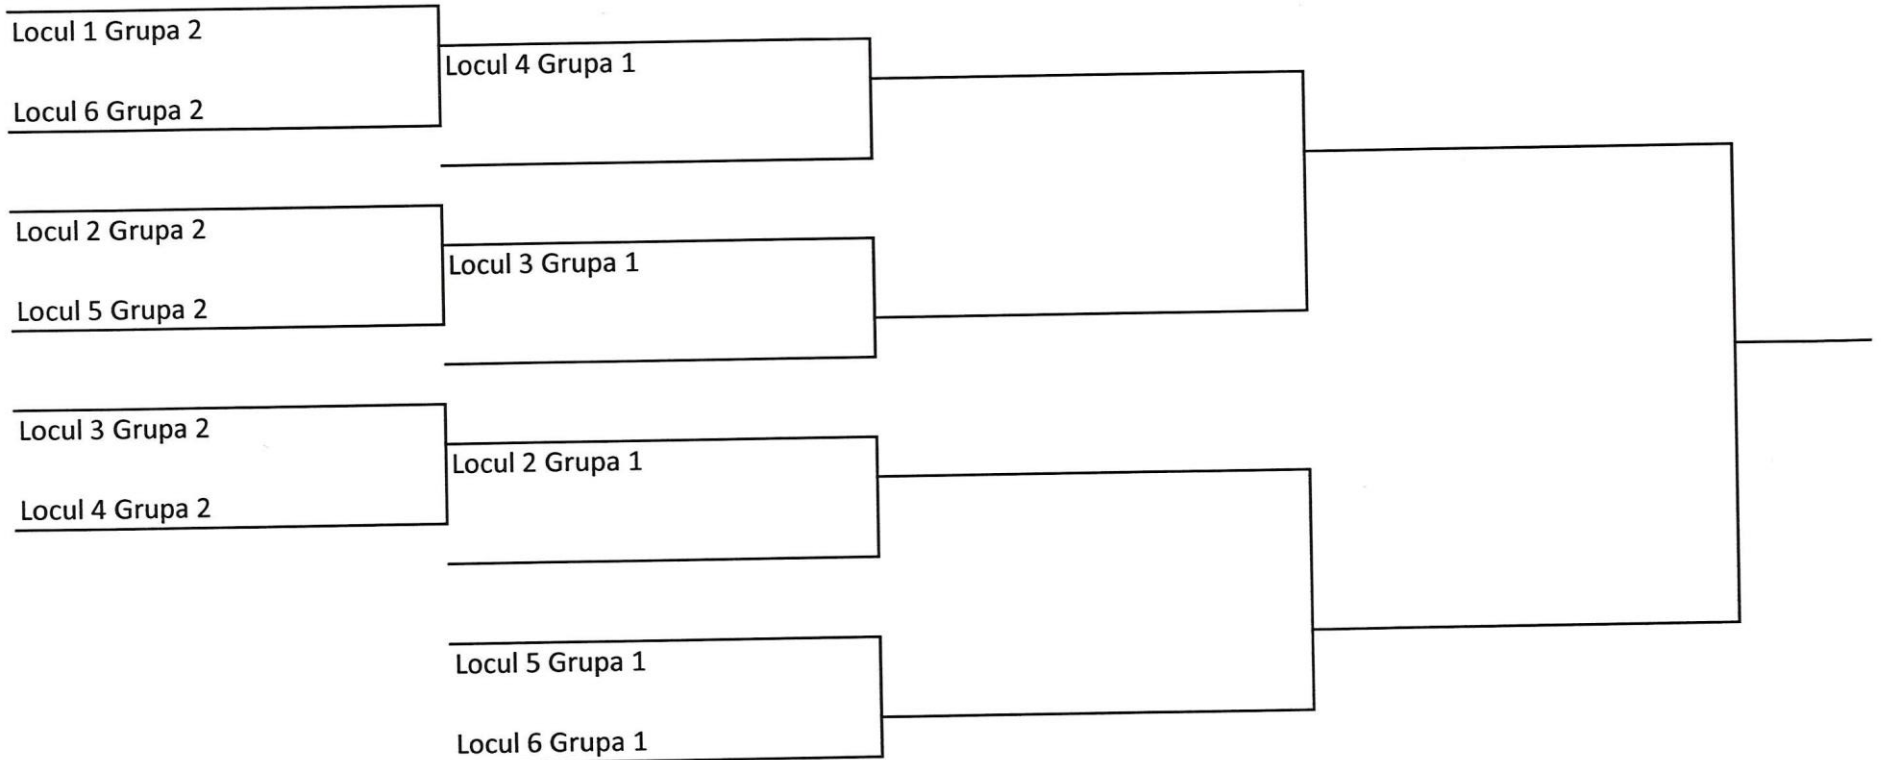 Locul 1 Grupa 2
Locul 6 Grupa 2
Locul 4 Grupa 1
Locul 2 Grupa 2
Locul 5 Grupa 2
Locul 3 Grupa 1
Locul 3 Grupa 2
Locul 4 Grupa 2
Locul 2 Grupa 1
Locul 5 Grupa 1
Locul 6 Grupa 1